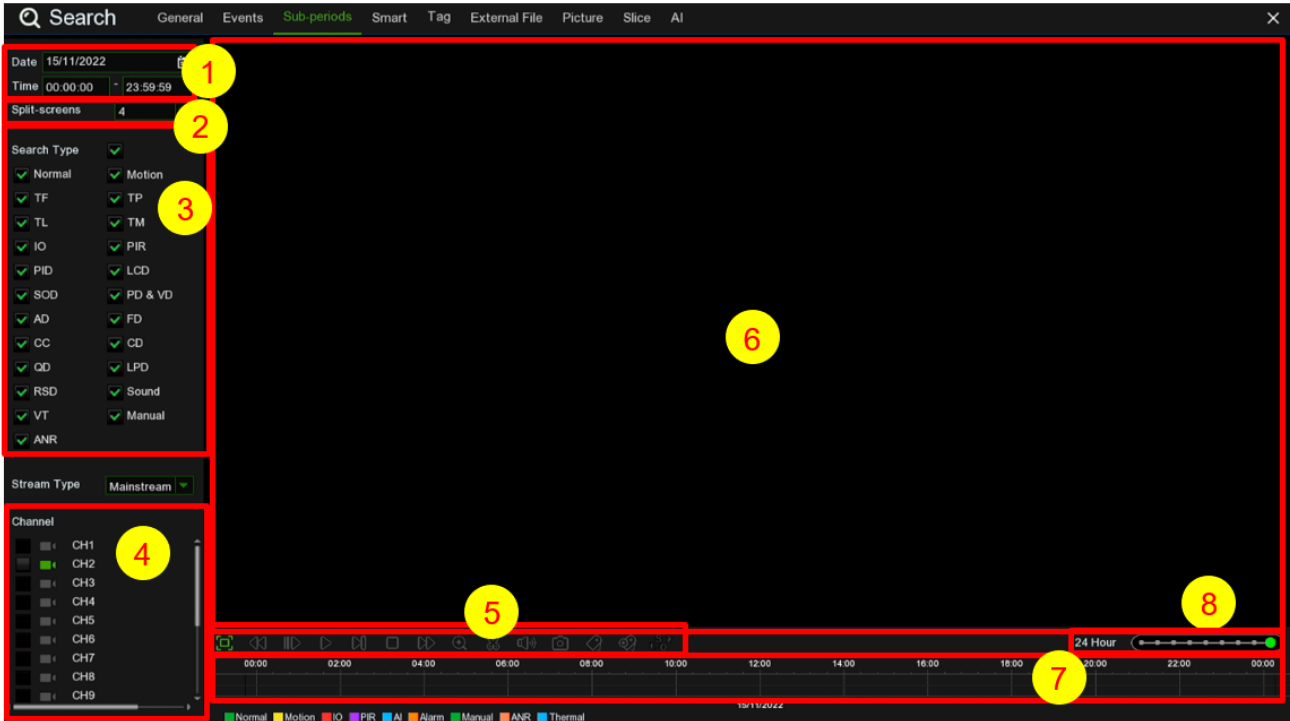 Search General Events Sub-periods Smart Tag External File Picture Slice AI
Date 15/11/2022
1
Time 00:00:00 - 23:59:59
Split-screens 4
2
Search Type
Normal Motion
TF TP
3
TL TM
IO PIR
PID LCD
SOD PD & VD
AD FD
CC CD
QD LPD
RSD Sound
VT Manual
ANR
6
Stream Type Mainstream
Channel
CH1
4
CH2
CH3
CH4
CH5
CH6
CH7
CH8
CH9
5
8
24 Hour
00:00 02:00 04:00 06:00 08:00 10:00 12:00 14:00 16:00 18:00 20:00 22:00 00:00
7
15/11/2022
Normal Motion IO PIR AI Alarm Manual ANR Thermal